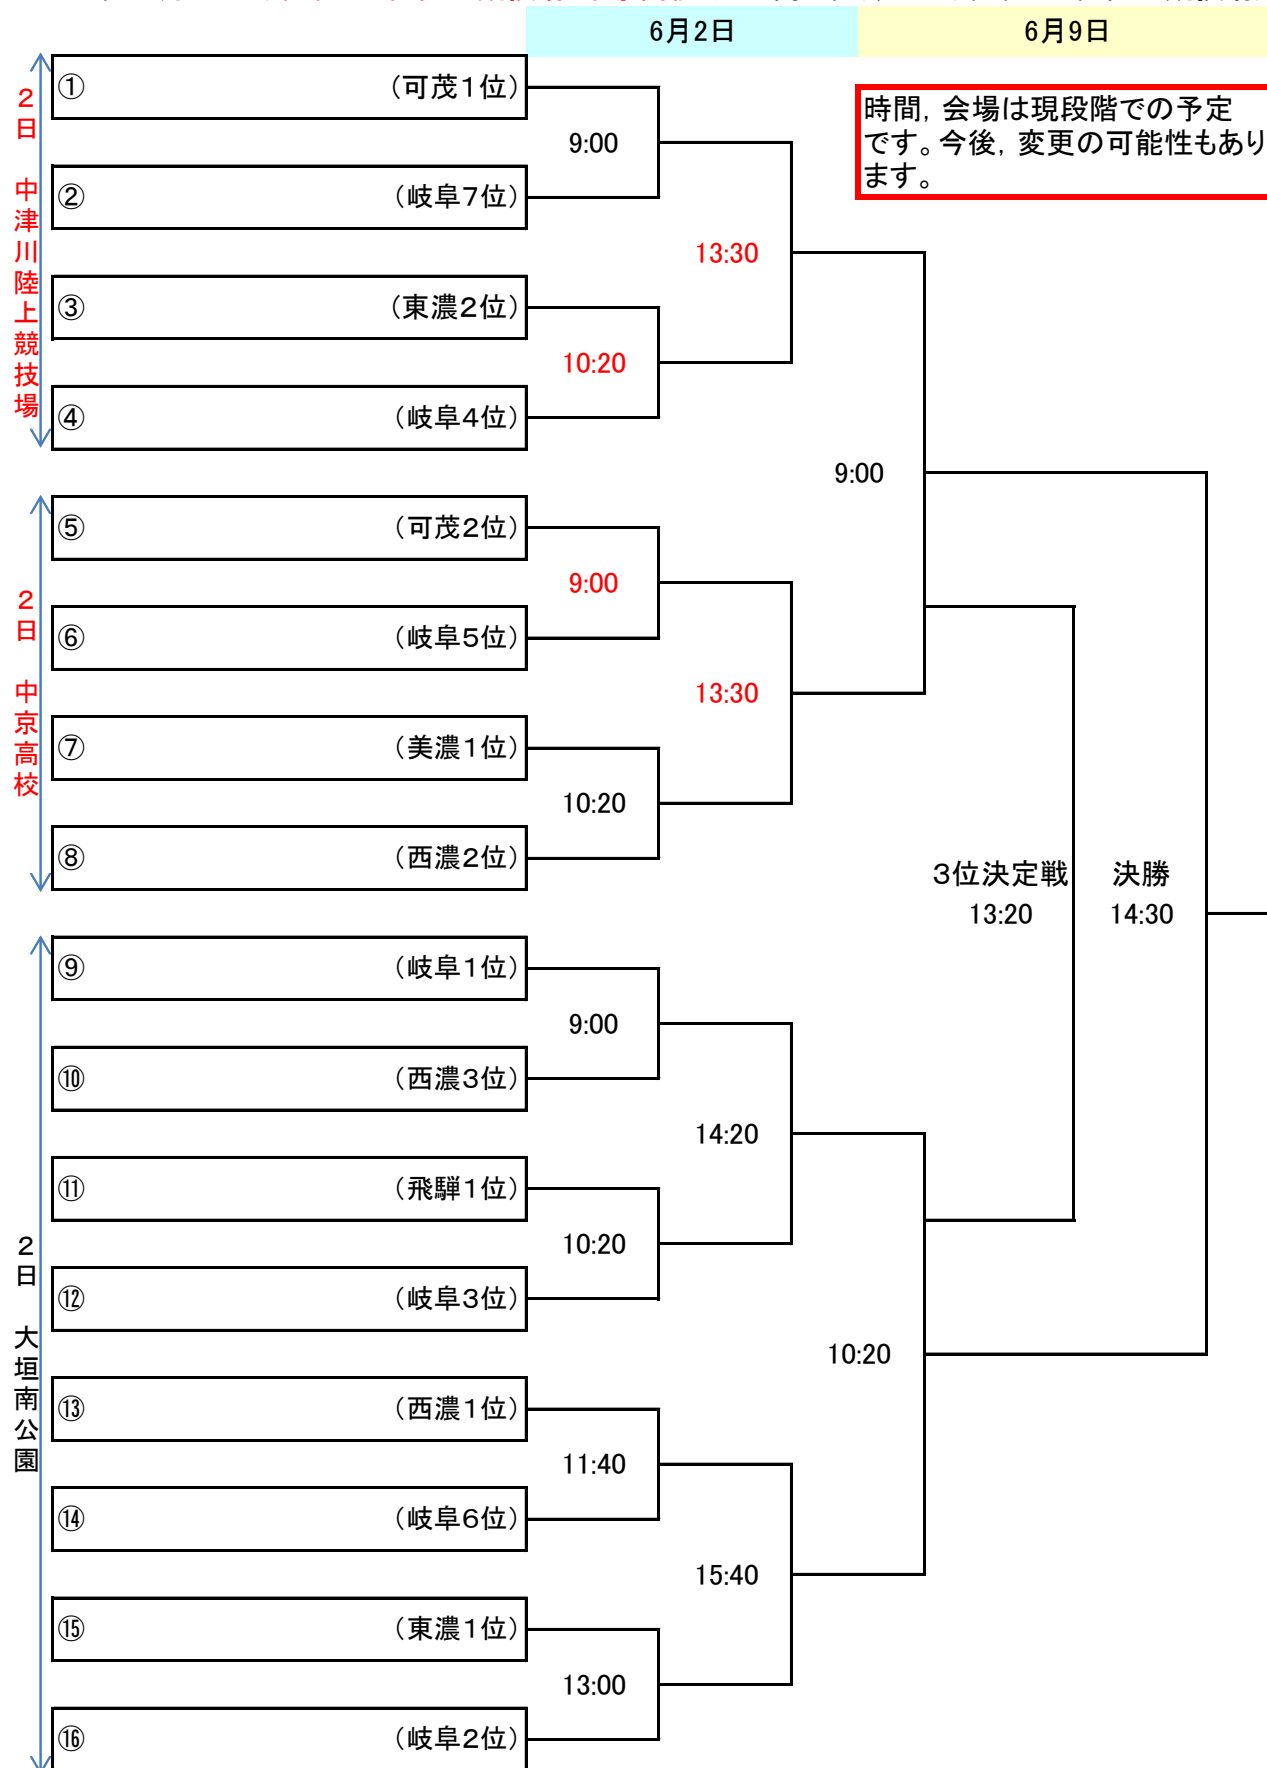 6月2日
6月9日
時間，会場は現段階での予定
です。今後，変更の可能性もあり
ます。
2日 中津川陸上競技場
①
（可茂１位）
9:00
②
（岐阜7位）
13:30
③
（東濃２位）
10:20
④
（岐阜4位）
9:00
2日 中京高校
⑤
（可茂２位）
9:00
⑥
（岐阜5位）
13:30
⑦
（美濃１位）
10:20
⑧
（西濃２位）
3位決定戦
13:20
決勝
14:30
2日 大垣南公園
⑨
（岐阜１位）
9:00
⑩
（西濃３位）
14:20
⑪
（飛騨１位）
10:20
⑫
（岐阜３位）
10:20
⑬
（西濃１位）
11:40
⑭
（岐阜６位）
15:40
⑮
（東濃１位）
13:00
⑯
（岐阜２位）